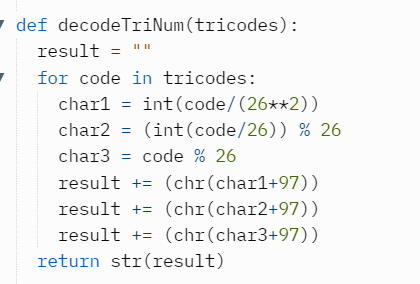 def decodeTriNum(tricodes):
  result = ""
  for code in tricodes:
    char1 = int(code/(26**2))
    char2 = (int(code/26)) % 26
    char3 = code % 26
    result += (chr(char1+97))
    result += (chr(char2+97))
    result += (chr(char3+97))
  return str(result)